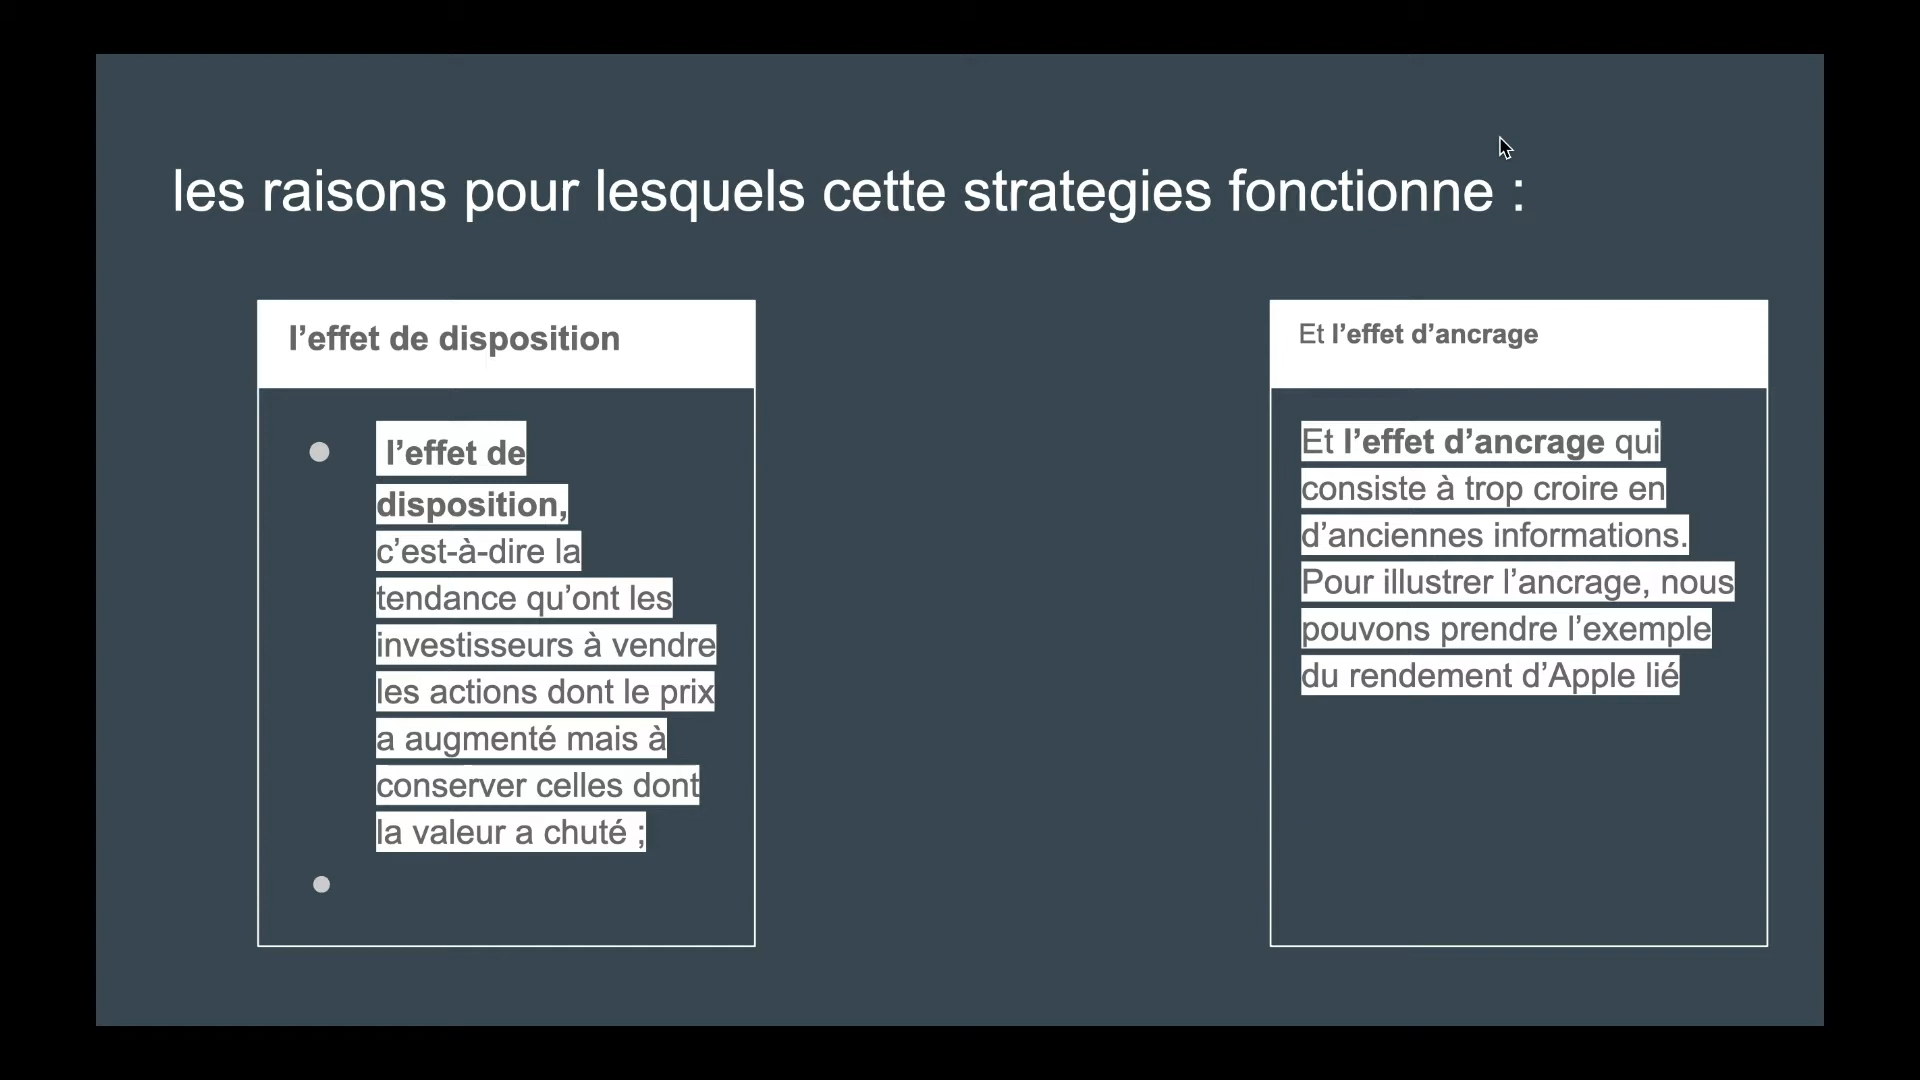 les raisons pour lesquels cette strategies fonctionne :
l’effet de disposition
l’effet de
disposition,
c’est-à-dire la
tendance qu’ont les
investisseurs à vendre
les actions dont le prix
a augmenté mais à
conserver celles dont
la valeur a chuté ;
Et l’effet d’ancrage
Et l’effet d’ancrage qui
consiste à trop croire en
d’anciennes informations.
Pour illustrer l’ancrage, nous
pouvons prendre l’exemple
du rendement d’Apple lié